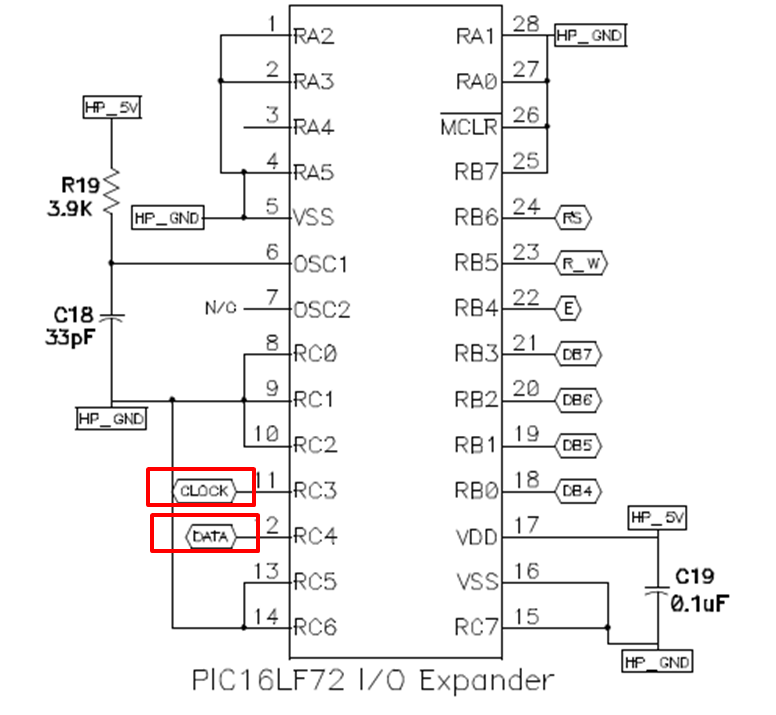 1 RA2 RA1 28 HP_GND
2 RA3 RA0 27
HP_5V
3 RA4 MCLR 26
R19
3.9K
4 RA5 RB7 25
HP_GND 5 VSS RB6 24 RS
6 OSC1 RB5 23 R_W
C18
33pF
N/C 7 OSC2 RB4 22 E
8 RC0 RB3 21 DB7
9 RC1 RB2 20 DB6
HP_GND
10 RC2 RB1 19 DB5
CLOCK 11 RC3 RB0 18 DB4
DATA 2 RC4 VDD 17 HP_5V
13 RC5 VSS 16
C19
0.1uF
14 RC6 RC7 15
HP_GND
PIC16LF72 I/O Expander